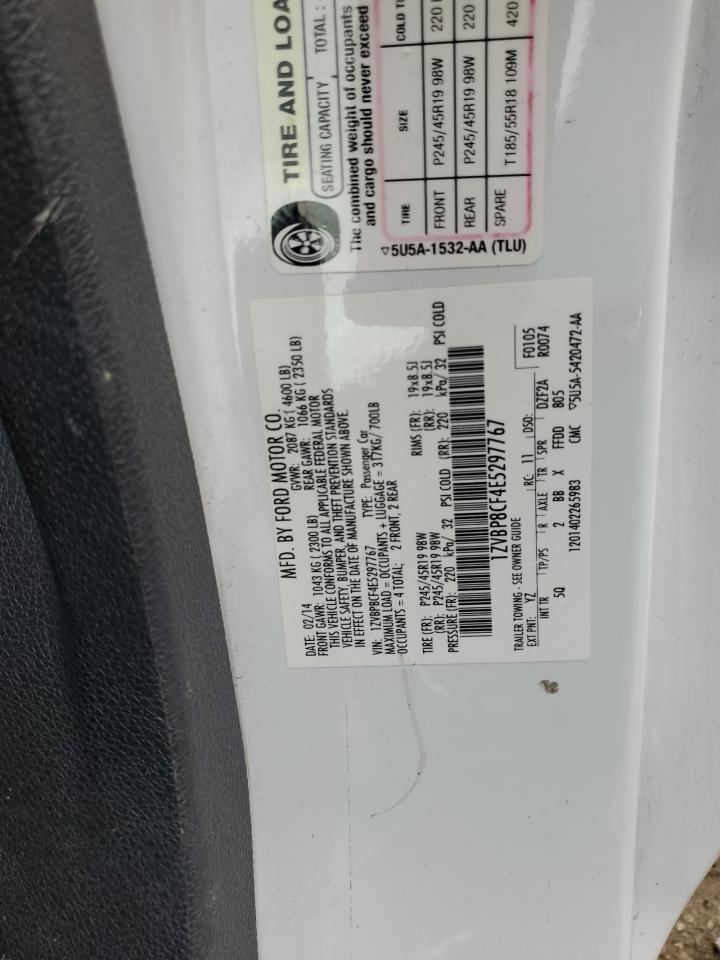 TIRE AND LOA
SEATING CAPACITY TOTAL :
The combined weight of occupants
and cargo should never exceed
TIRE SIZE COLD TI
FRONT P245/45R19 98W 220
REAR P245/45R19 98W 220
SPARE T185/55R18 109M 420
5U5A-1532-AA (TLU)
MFD. BY FORD MOTOR CO.
DATE: 02/14 GVWR: 2087 KG ( 4600 LB)
FRONT GAWR: 1043 KG ( 2300 LB) REAR GAWR: 1066 KG ( 2350 LB)
THIS VEHICLE CONFORMS TO ALL APPLICABLE FEDERAL MOTOR
VEHICLE SAFETY, BUMPER, AND THEFT PREVENTION STANDARDS
IN EFFECT ON THE DATE OF MANUFACTURE SHOWN ABOVE.
VIN: 1ZVBP8CF4E5297767 TYPE: Passenger Car
MAXIMUM LOAD = OCCUPANTS + LUGGAGE = 317KG/ 700LB
OCCUPANTS = 4 TOTAL; 2 FRONT; 2 REAR
TIRE (FR): P245/45R19 98W RIMS (FR): 19x8.5J
(RR): P245/45R19 98W (RR): 19x8.5J
PRESSURE (FR): 220 kPa/ 32 PSI COLD (RR): 220 kPa/ 32 PSI COLD
1ZVBP8CF4E5297767
TRAILER TOWING - SEE OWNER GUIDE
EXT PNT: YZ RC: 11 DSO: F0105
R0074
INT TR TP/PS R AXLE TR SPR DZF2A
5Q 2 BB X FFDD B05
1201402265983 CMC 5U5A-5420472-AA